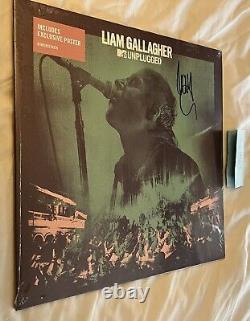 INCLUDES
EXCLUSIVE POSTER
LIAM GALLAGHER
MTV UNPLUGGED